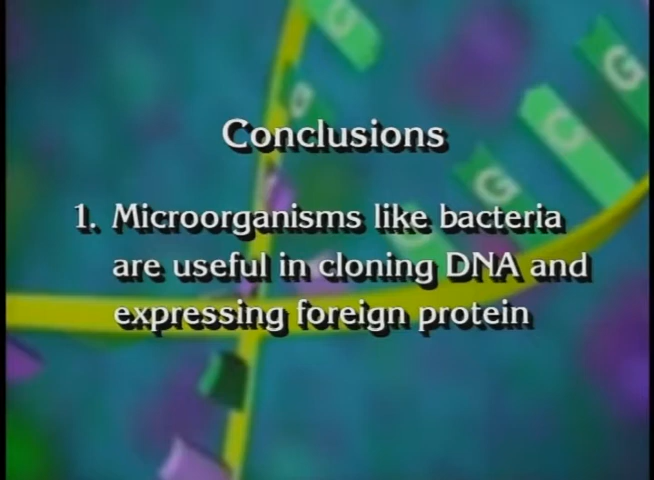 Conclusions
1. Microorganisms like bacteria
are useful in cloning DNA and
expressing foreign protein
G
G